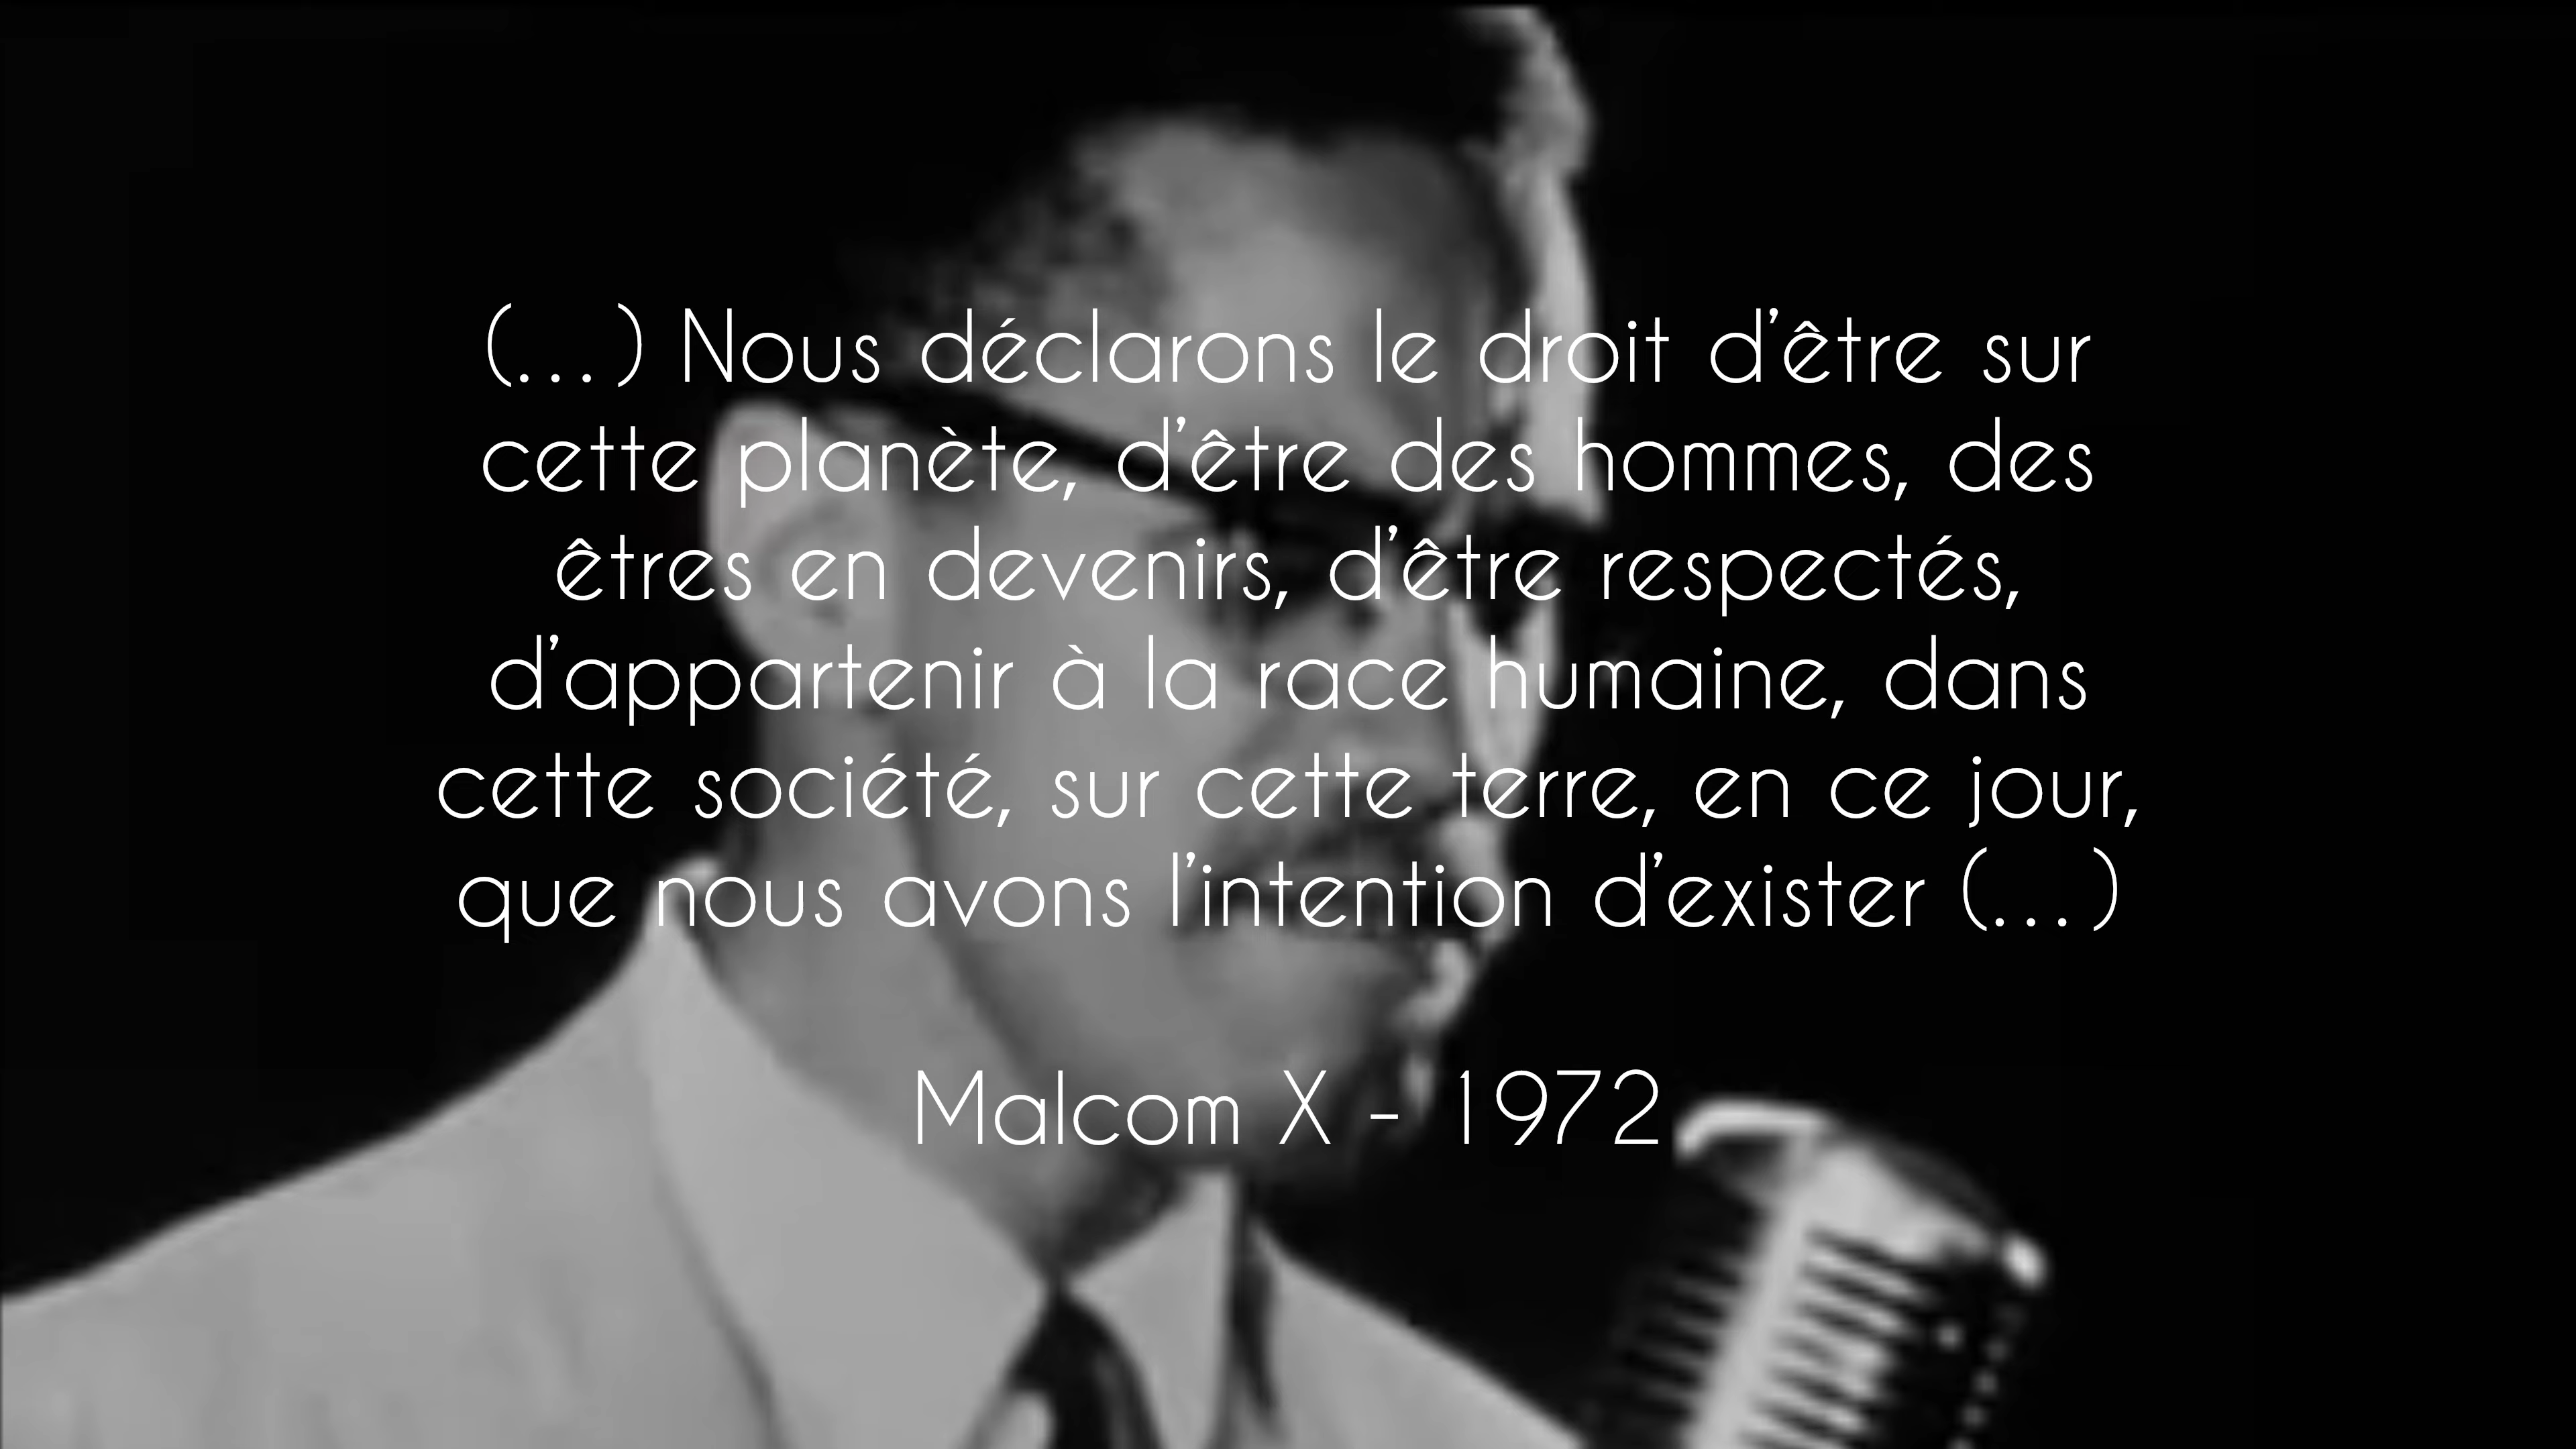 (...) Nous déclarons le droit d'être sur
cette planète, d'être des hommes, des
êtres en devenirs, d'être respectés,
d'appartenir à la race humaine, dans
cette société, sur cette terre, en ce jour,
que nous avons l'intention d'exister (...)
Malcom X - 1972